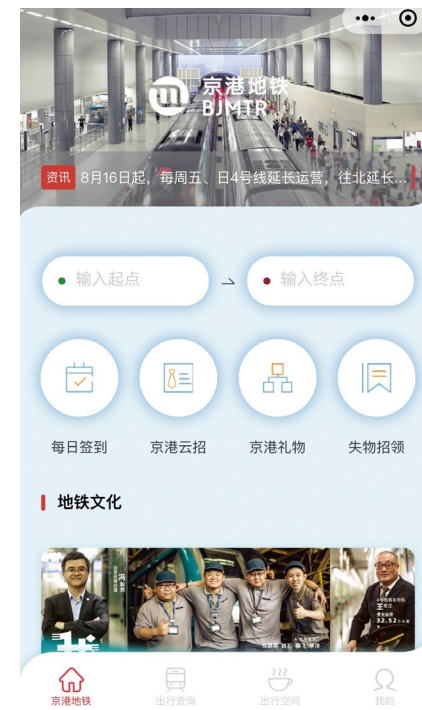 京港地铁
BJMTR
资讯 8月16日起，每周五、日4号线延长运营，往北延长...
输入起点 → 输入终点
每日签到 京港云招 京港礼物 失物招领
地铁文化
王
32.52
京港地铁 出行查询 出行空间 我的